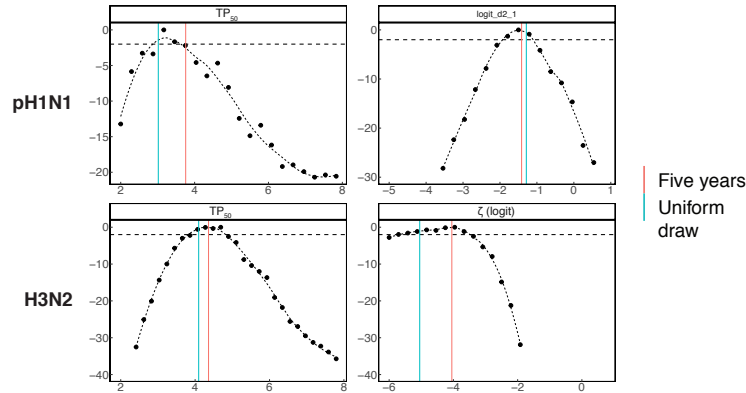 TP50
logit_d2_1
pH1N1
0
−5
−10
−15
−20
2 4 6 8
0
−10
−20
−30
−5 −4 −3 −2 −1 0 1
Five years
Uniform
draw
TP50
ζ (logit)
H3N2
0
−10
−20
−30
−40
2 4 6 8
0
−10
−20
−30
−40
−6 −4 −2 0